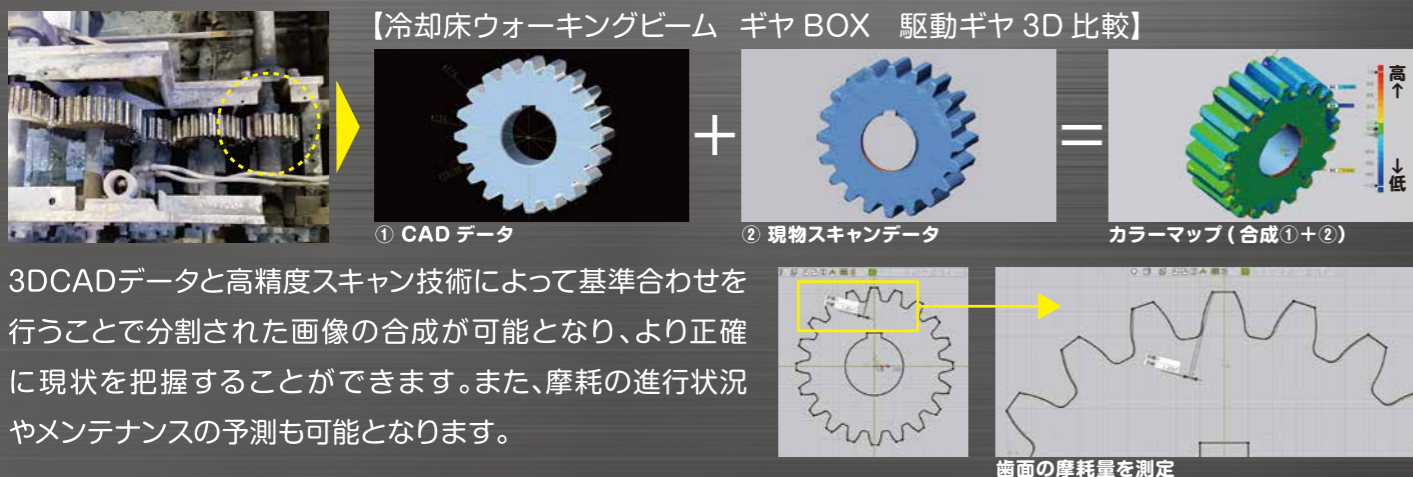 【冷却床ウォーキングビーム ギヤ BOX 駆動ギヤ 3D 比較】
+
=
高
↑
↓
低
① CAD データ
② 現物スキャンデータ
カラーマップ ( 合成①+②)
3DCADデータと高精度スキャン技術によって基準合わせを
行うことで分割された画像の合成が可能となり、より正確
に現状を把握することができます。また、摩耗の進行状況
やメンテナンスの予測も可能となります。
歯面の摩耗量を測定